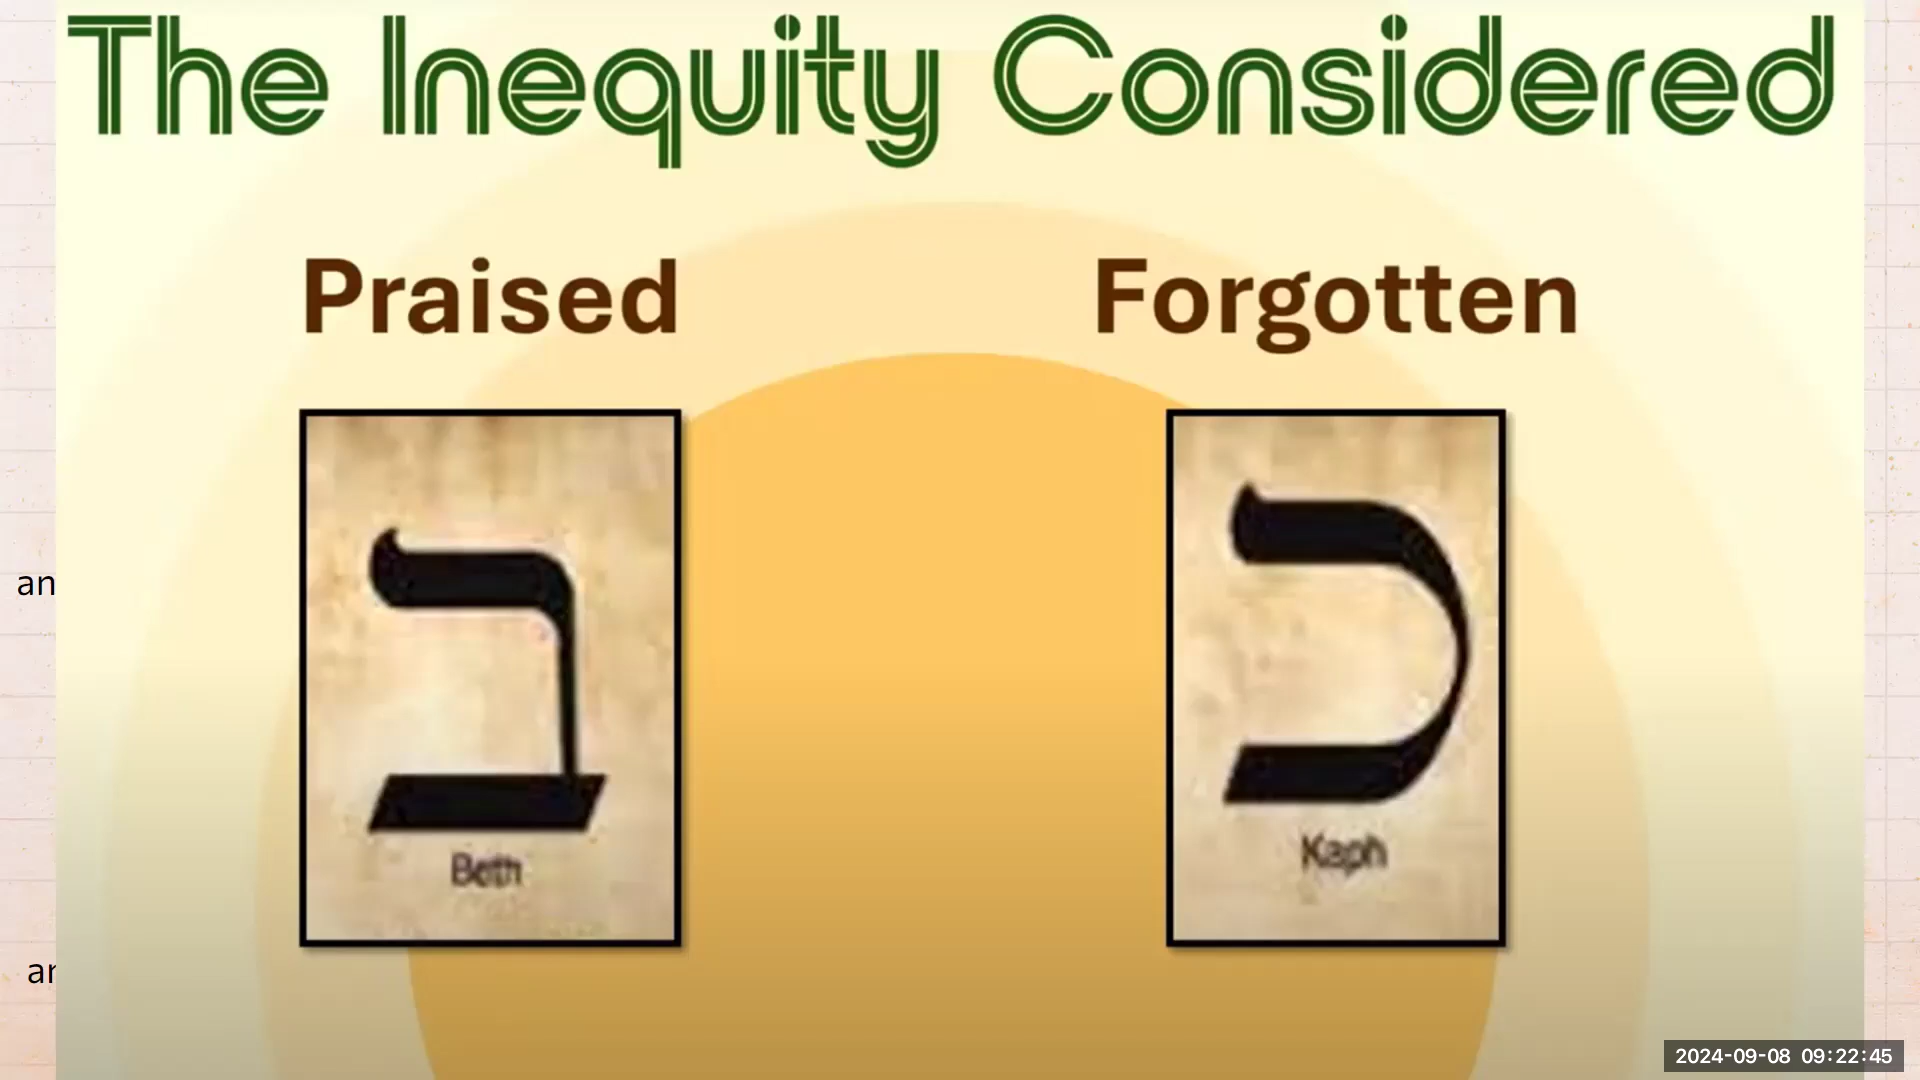 The Inequity Considered
Praised
Forgotten
ב
כ
Beth
Kaph
an
ar
2024-09-08 09:22:45